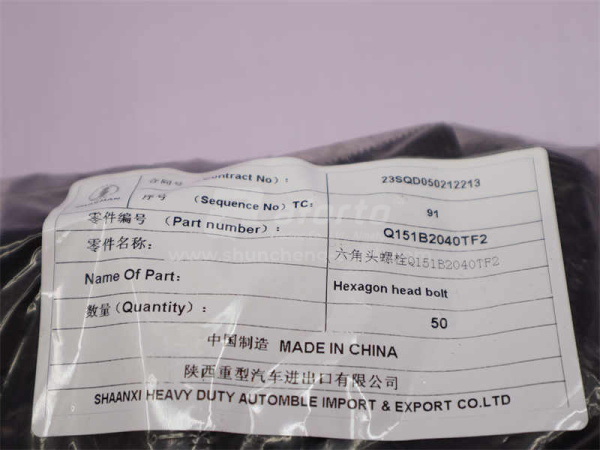 合同号 (Contract No): 23SQD050212213
序号 (Sequence No) TC: 91
零件编号 (Part number): Q151B2040TF2
零件名称: 六角头螺栓Q151B2040TF2
Name Of Part: Hexagon head bolt
数量(Quantity): 50
中国制造 MADE IN CHINA
陕西重型汽车进出口有限公司
SHAANXI HEAVY DUTY AUTOMBLE IMPORT & EXPORT CO.LTD